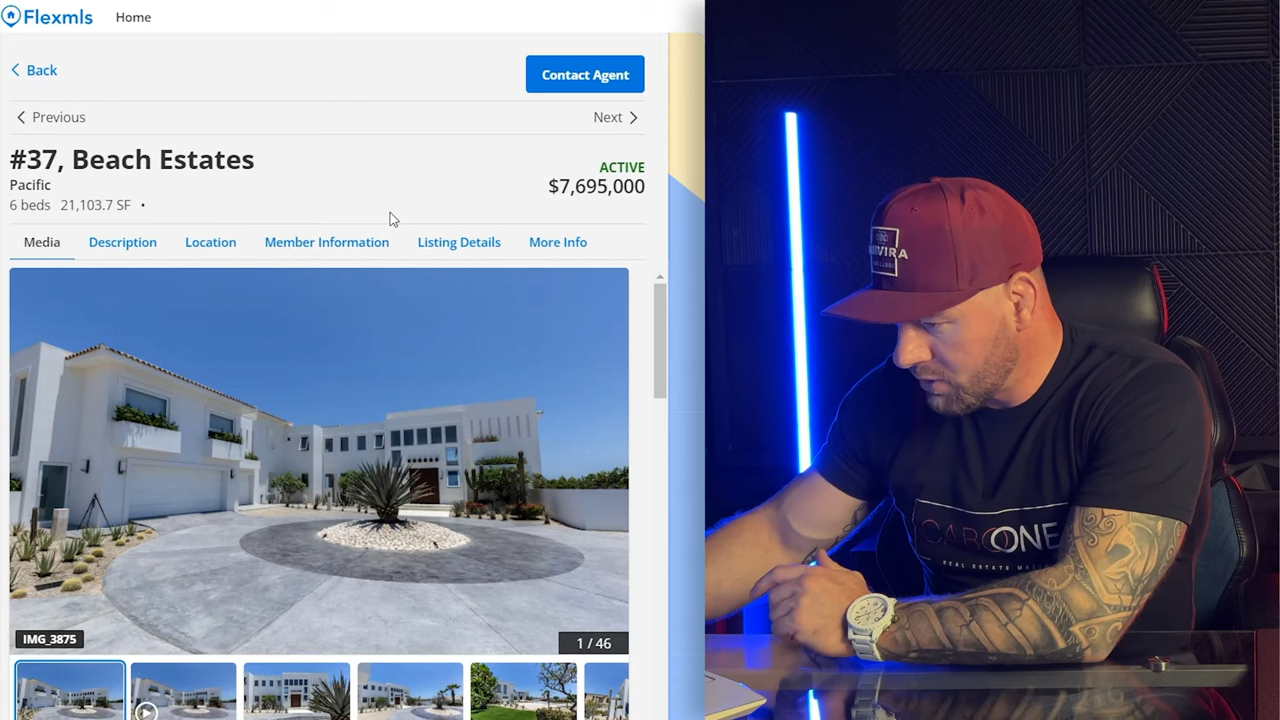 Flexmls
Home
Back
Contact Agent
Previous
Next
#37, Beach Estates
ACTIVE
Pacific
$7,695,000
6 beds 21,103.7 SF •
Media
Description
Location
Member Information
Listing Details
More Info
IMG_3875
1 / 46
CABO ONE
REAL ESTATE